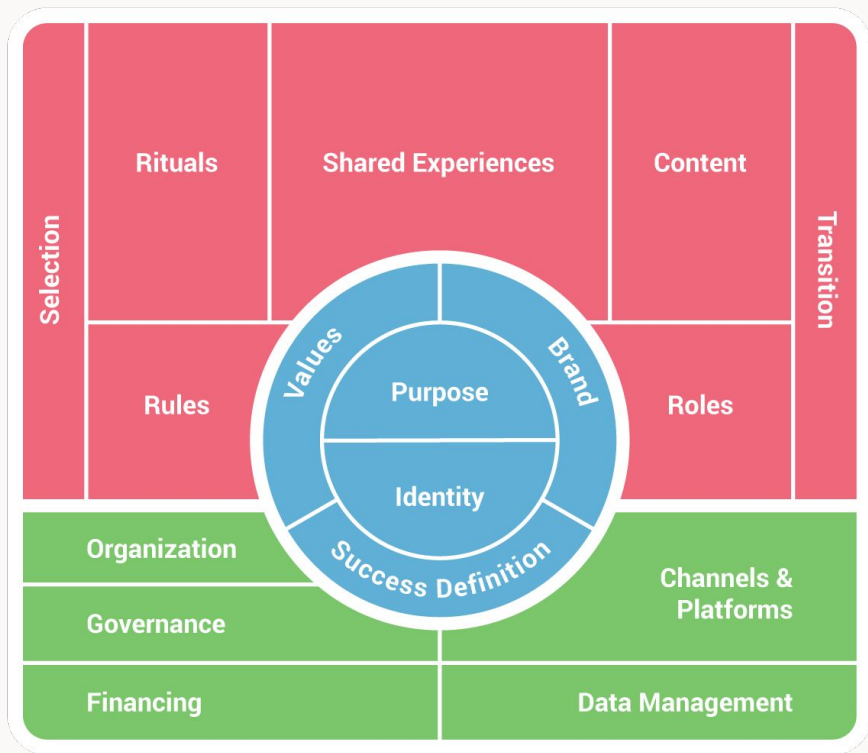 Selection
Rituals
Shared Experiences
Content
Transition
Rules
Values
Brand
Purpose
Roles
Identity
Success Definition
Organization
Governance
Financing
Channels &
Platforms
Data Management